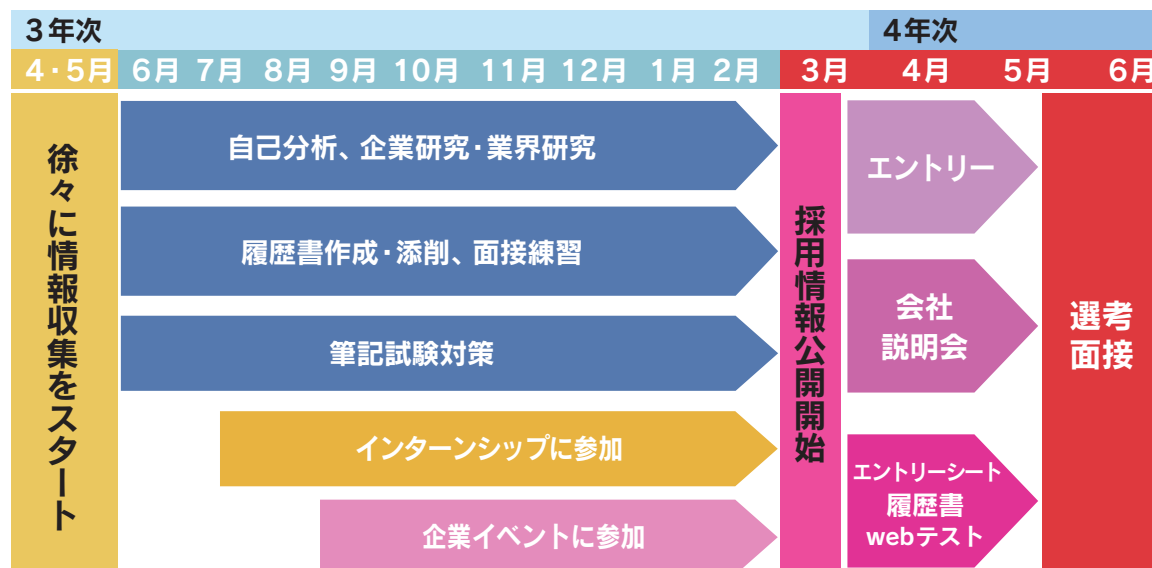 3年次
4年次
4・5月 6月 7月 8月 9月 10月 11月 12月 1月 2月 3月 4月 5月 6月
徐々に情報収集をスタート
自己分析、企業研究・業界研究
履歴書作成・添削、面接練習
筆記試験対策
インターンシップに参加
企業イベントに参加
採用情報公開開始
エントリー
会社
説明会
エントリーシート
履歴書
webテスト
選考
面接